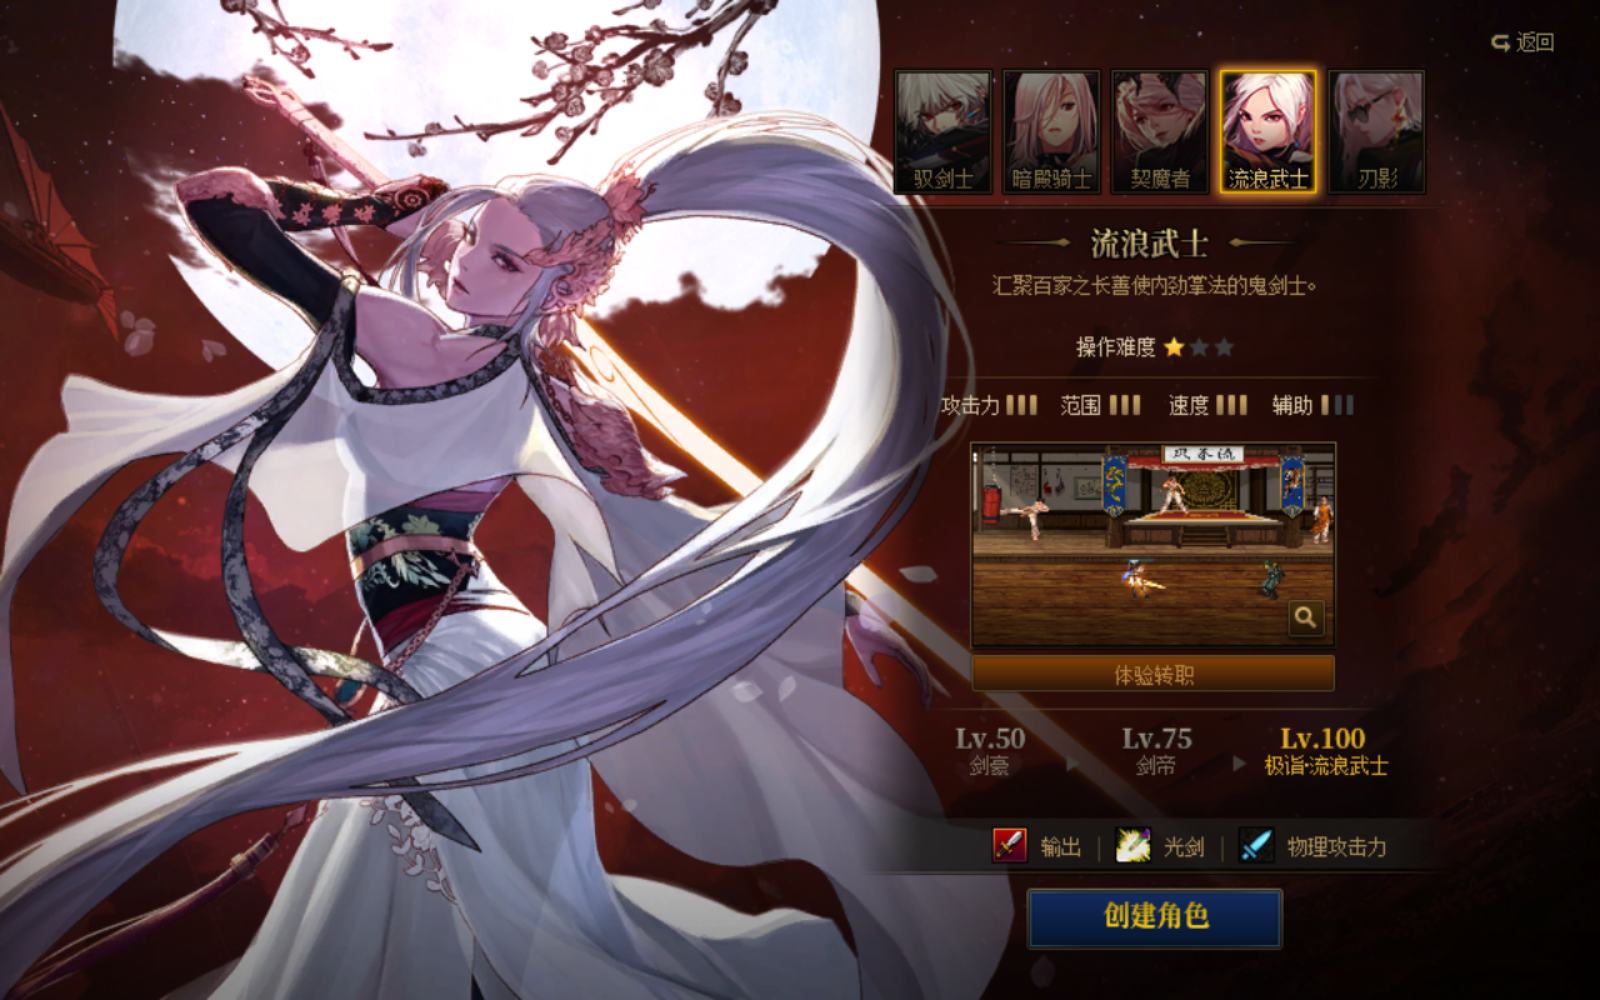 返回
驭剑士 暗殿骑士 契魔者 流浪武士 刃影
流浪武士
汇聚百家之长善使内劲掌法的鬼剑士。
操作难度
攻击力 范围 速度 辅助
体验转职
Lv.50 Lv.75 Lv.100
剑豪 剑帝 极诣·流浪武士
输出 光剑 物理攻击力
创建角色